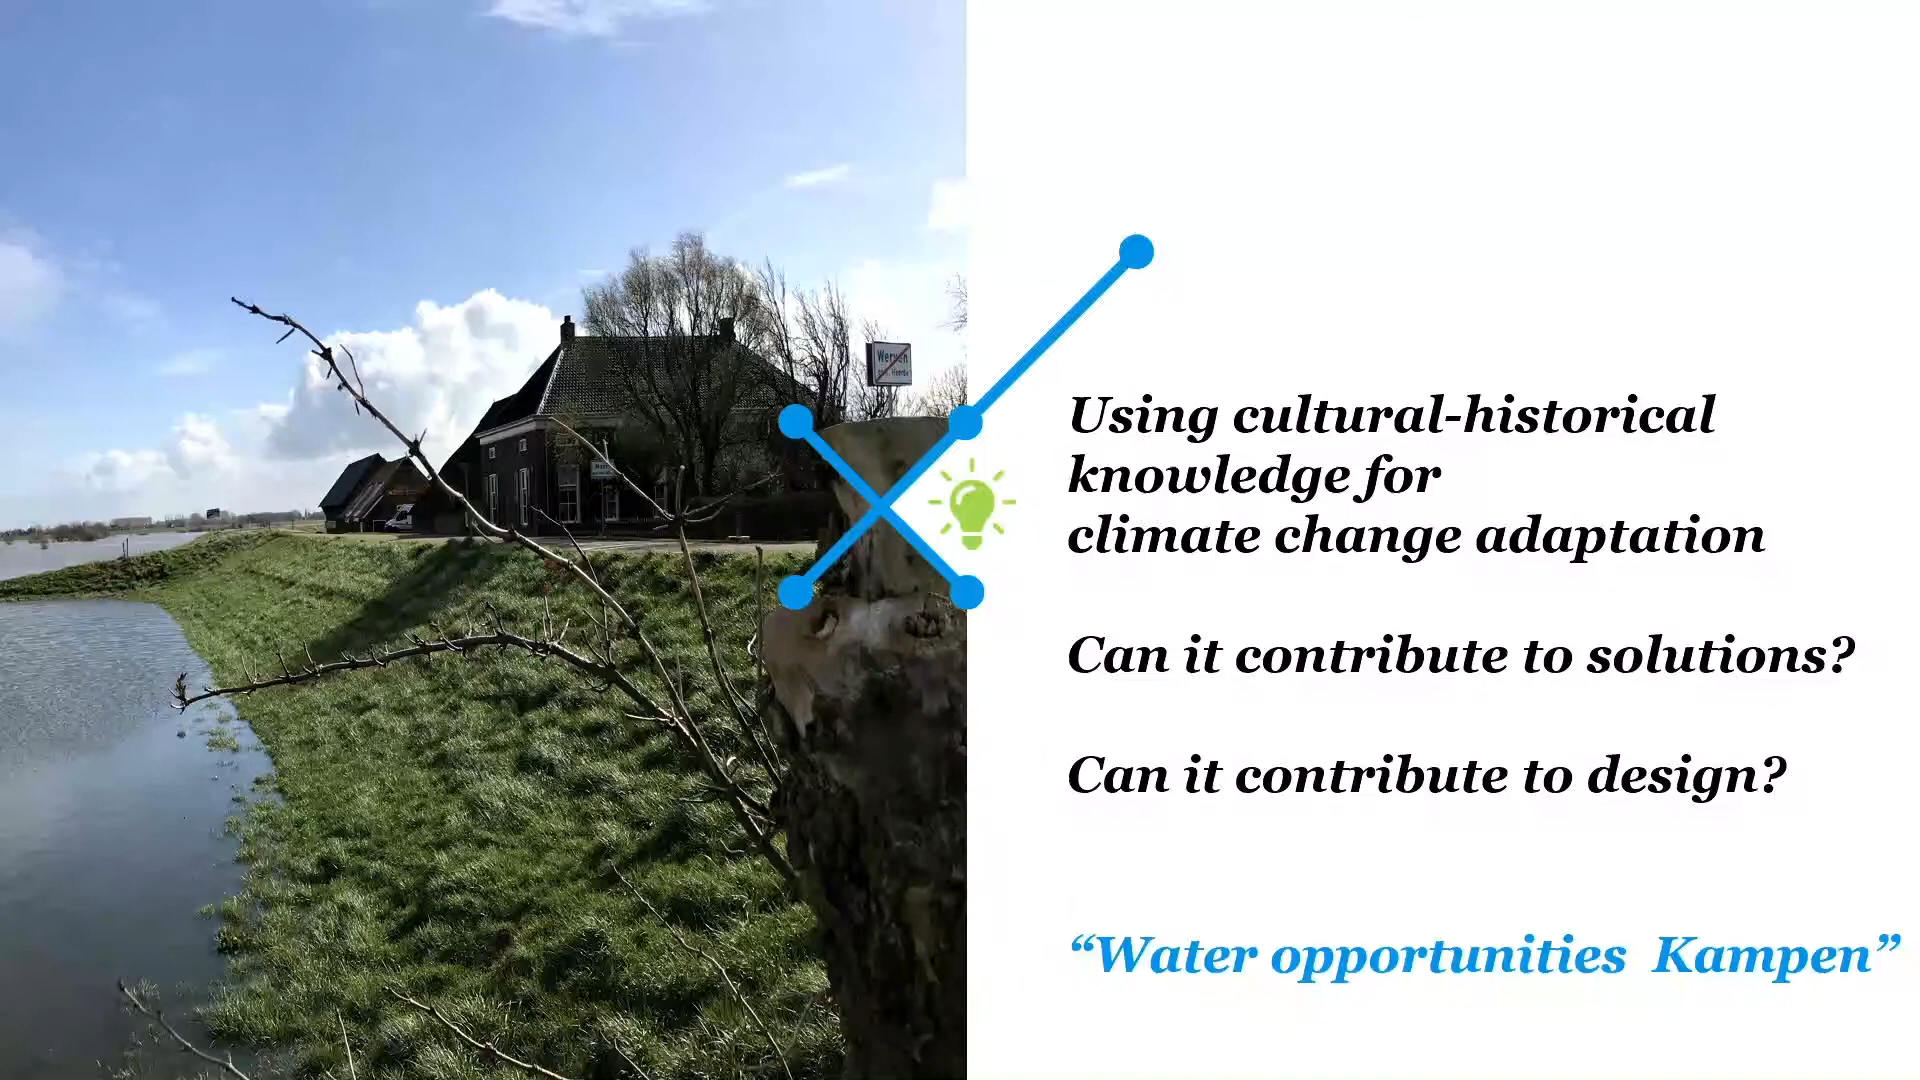 Werven
Using cultural-historical
knowledge for
climate change adaptation
Can it contribute to solutions?
Can it contribute to design?
“Water opportunities Kampen”